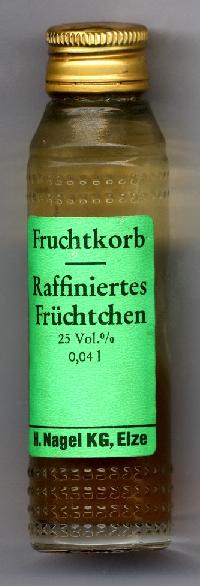 Fruchtkorb
Raffiniertes
Früchtchen
25 Vol.%
0,04 l
H. Nagel KG, Elze